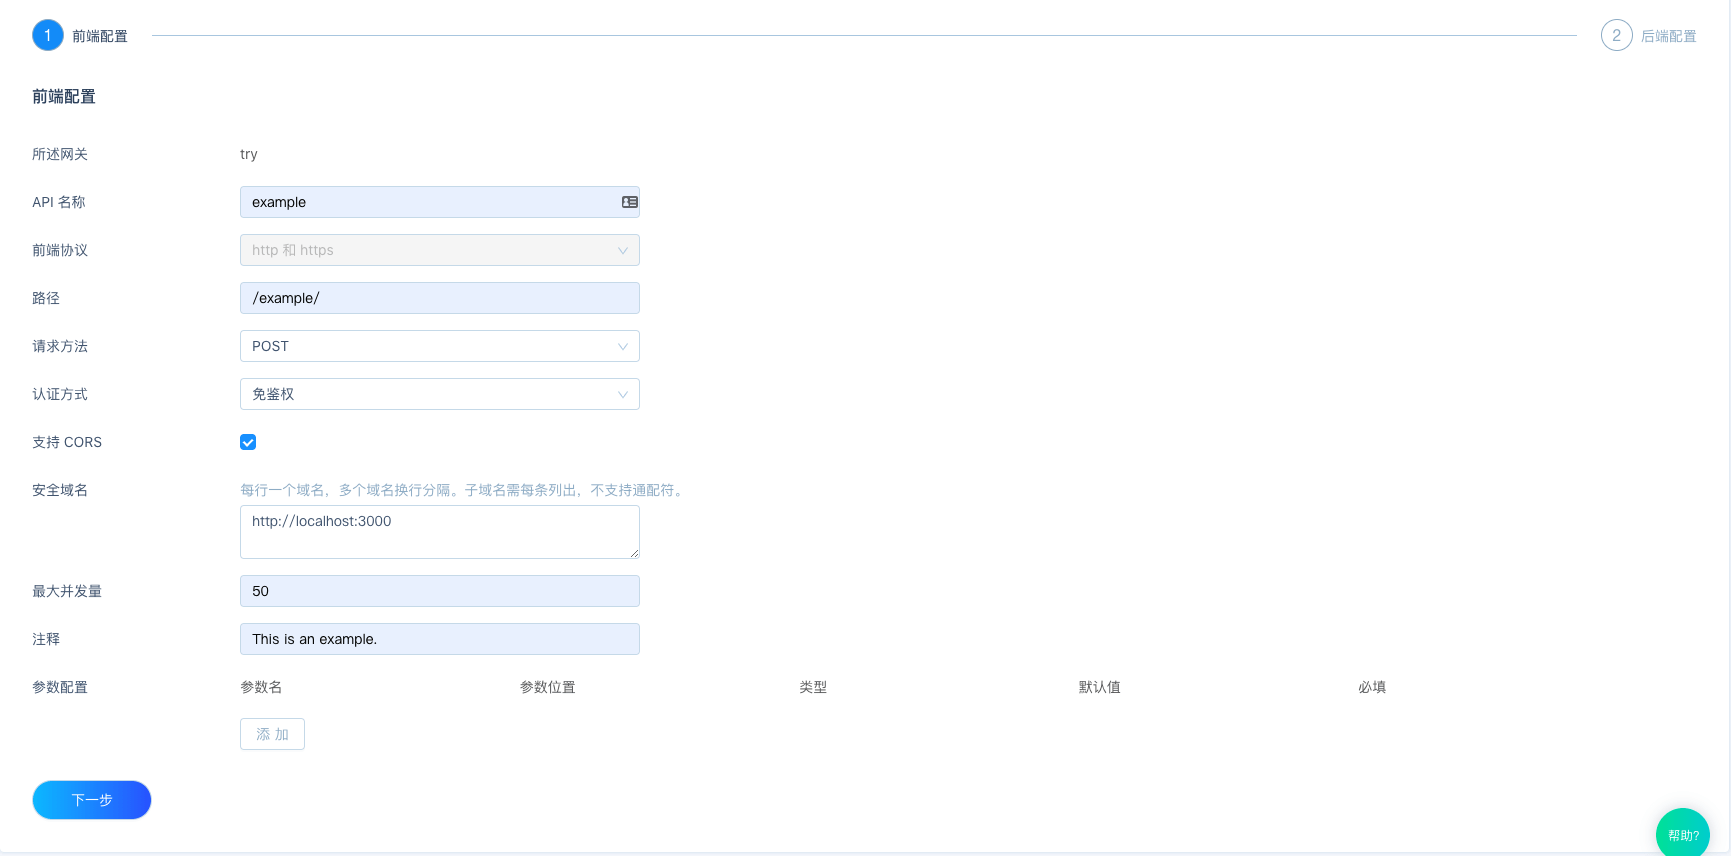 1 前端配置 2 后端配置
前端配置
所述网关 try
API 名称 example
前端协议 http 和 https
路径 /example/
请求方法 POST
认证方式 免鉴权
支持 CORS
安全域名 每行一个域名，多个域名换行分隔。子域名需每条列出，不支持通配符。
http://localhost:3000
最大并发量 50
注释 This is an example.
参数配置 参数名 参数位置 类型 默认值 必填
添 加
下一步
帮助?